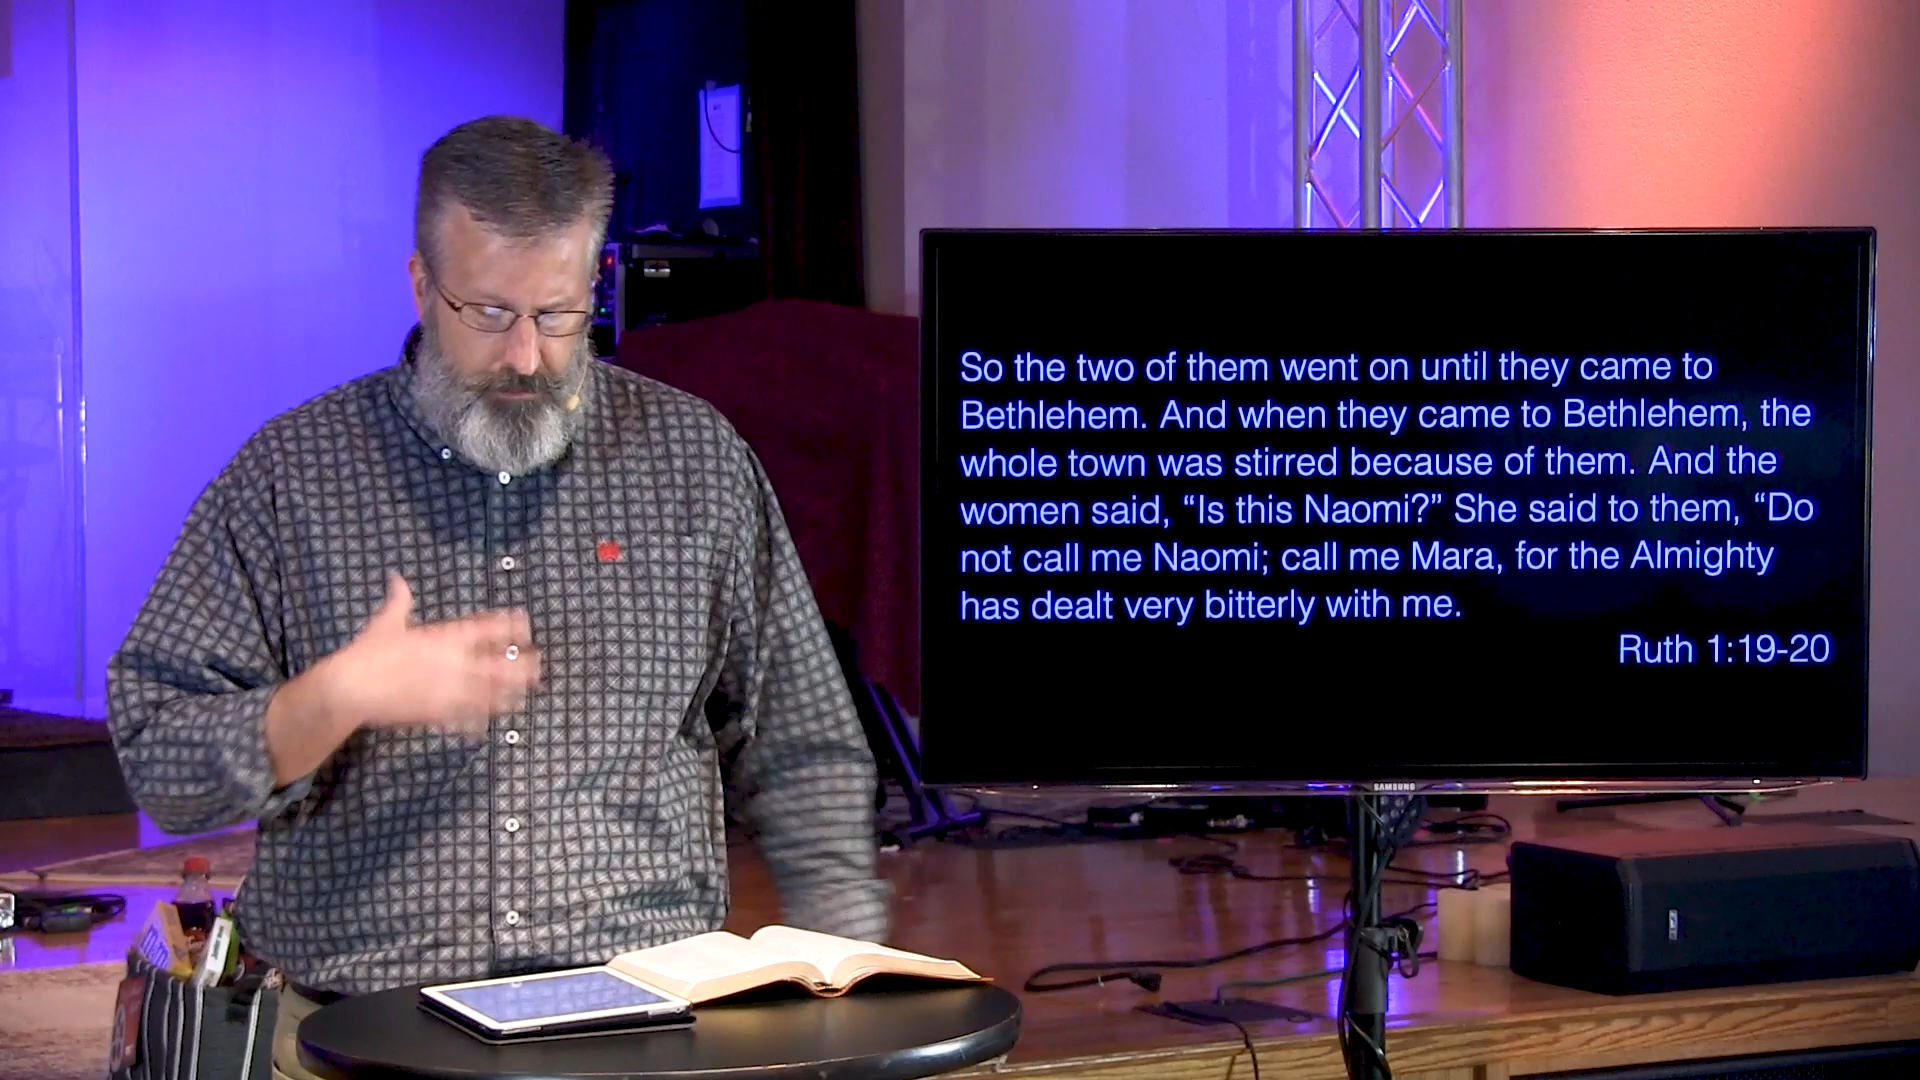 So the two of them went on until they came to
Bethlehem. And when they came to Bethlehem, the
whole town was stirred because of them. And the
women said, “Is this Naomi?” She said to them, “Do
not call me Naomi; call me Mara, for the Almighty
has dealt very bitterly with me.
Ruth 1:19-20
SAMSUNG